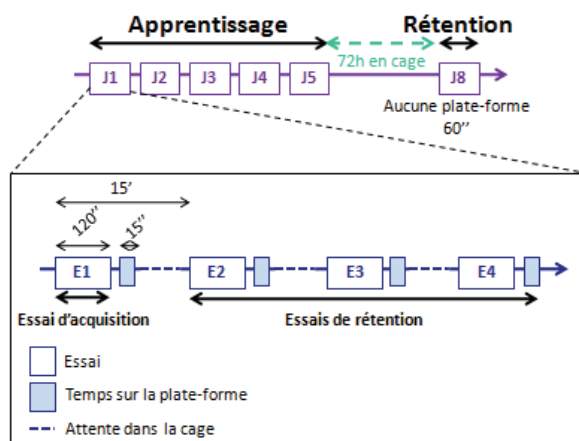 Apprentissage
Rétention
72h en cage
J1
J2
J3
J4
J5
J8
Aucune plate-forme
60’’
15’
120’’
15’’
E1
E2
E3
E4
Essai d’acquisition
Essais de rétention
Essai
Temps sur la plate-forme
Attente dans la cage